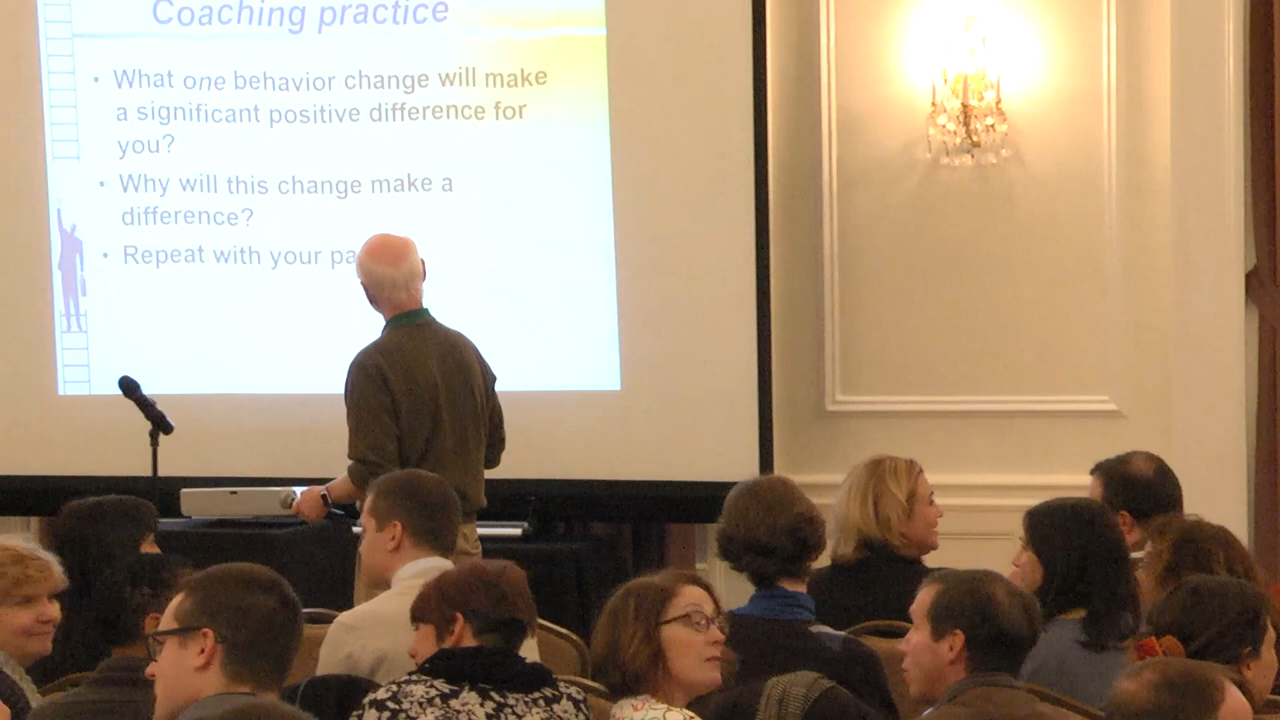 Coaching practice
• What one behavior change will make
a significant positive difference for
you?
• Why will this change make a
difference?
• Repeat with your pa